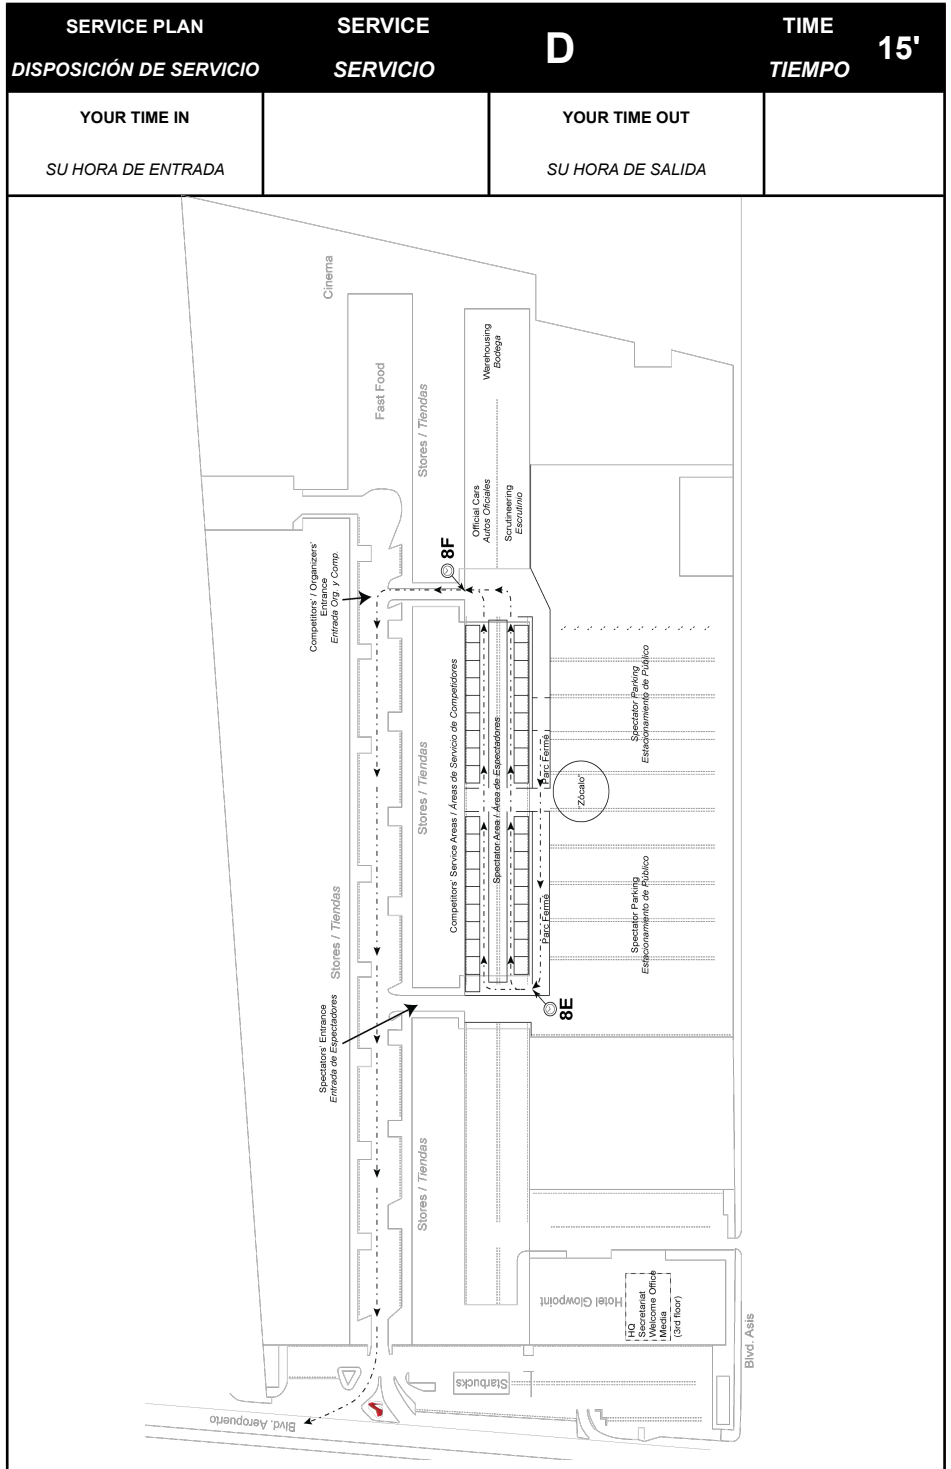 SERVICE PLAN
DISPOSICIÓN DE SERVICIO
SERVICE
SERVICIO
D
TIME
TIEMPO
15'
YOUR TIME IN
SU HORA DE ENTRADA
YOUR TIME OUT
SU HORA DE SALIDA
Cinema
Fast Food
Stores / Tiendas
Warehousing
Bodega
Official Cars
Autos Oficiales
Scrutineering
Escrutinio
8F
Competitors' / Organizers'
Entrance
Entrada Org. y Comp.
Stores / Tiendas
Competitors' Service Areas / Áreas de Servicio de Competidores
Spectator Area / Área de Espectadores
Parc Fermé
"Zócalo"
Spectator Parking
Estacionamiento de Público
Parc Fermé
Spectator Parking
Estacionamiento de Público
Stores / Tiendas
8E
Spectators' Entrance
Entrada de Espectadores
Stores / Tiendas
Hotel Glowpoint
HQ
Secretariat
Welcome Office
Media
(3rd floor)
Blvd. Asis
Starbucks
Blvd. Aeropuerto